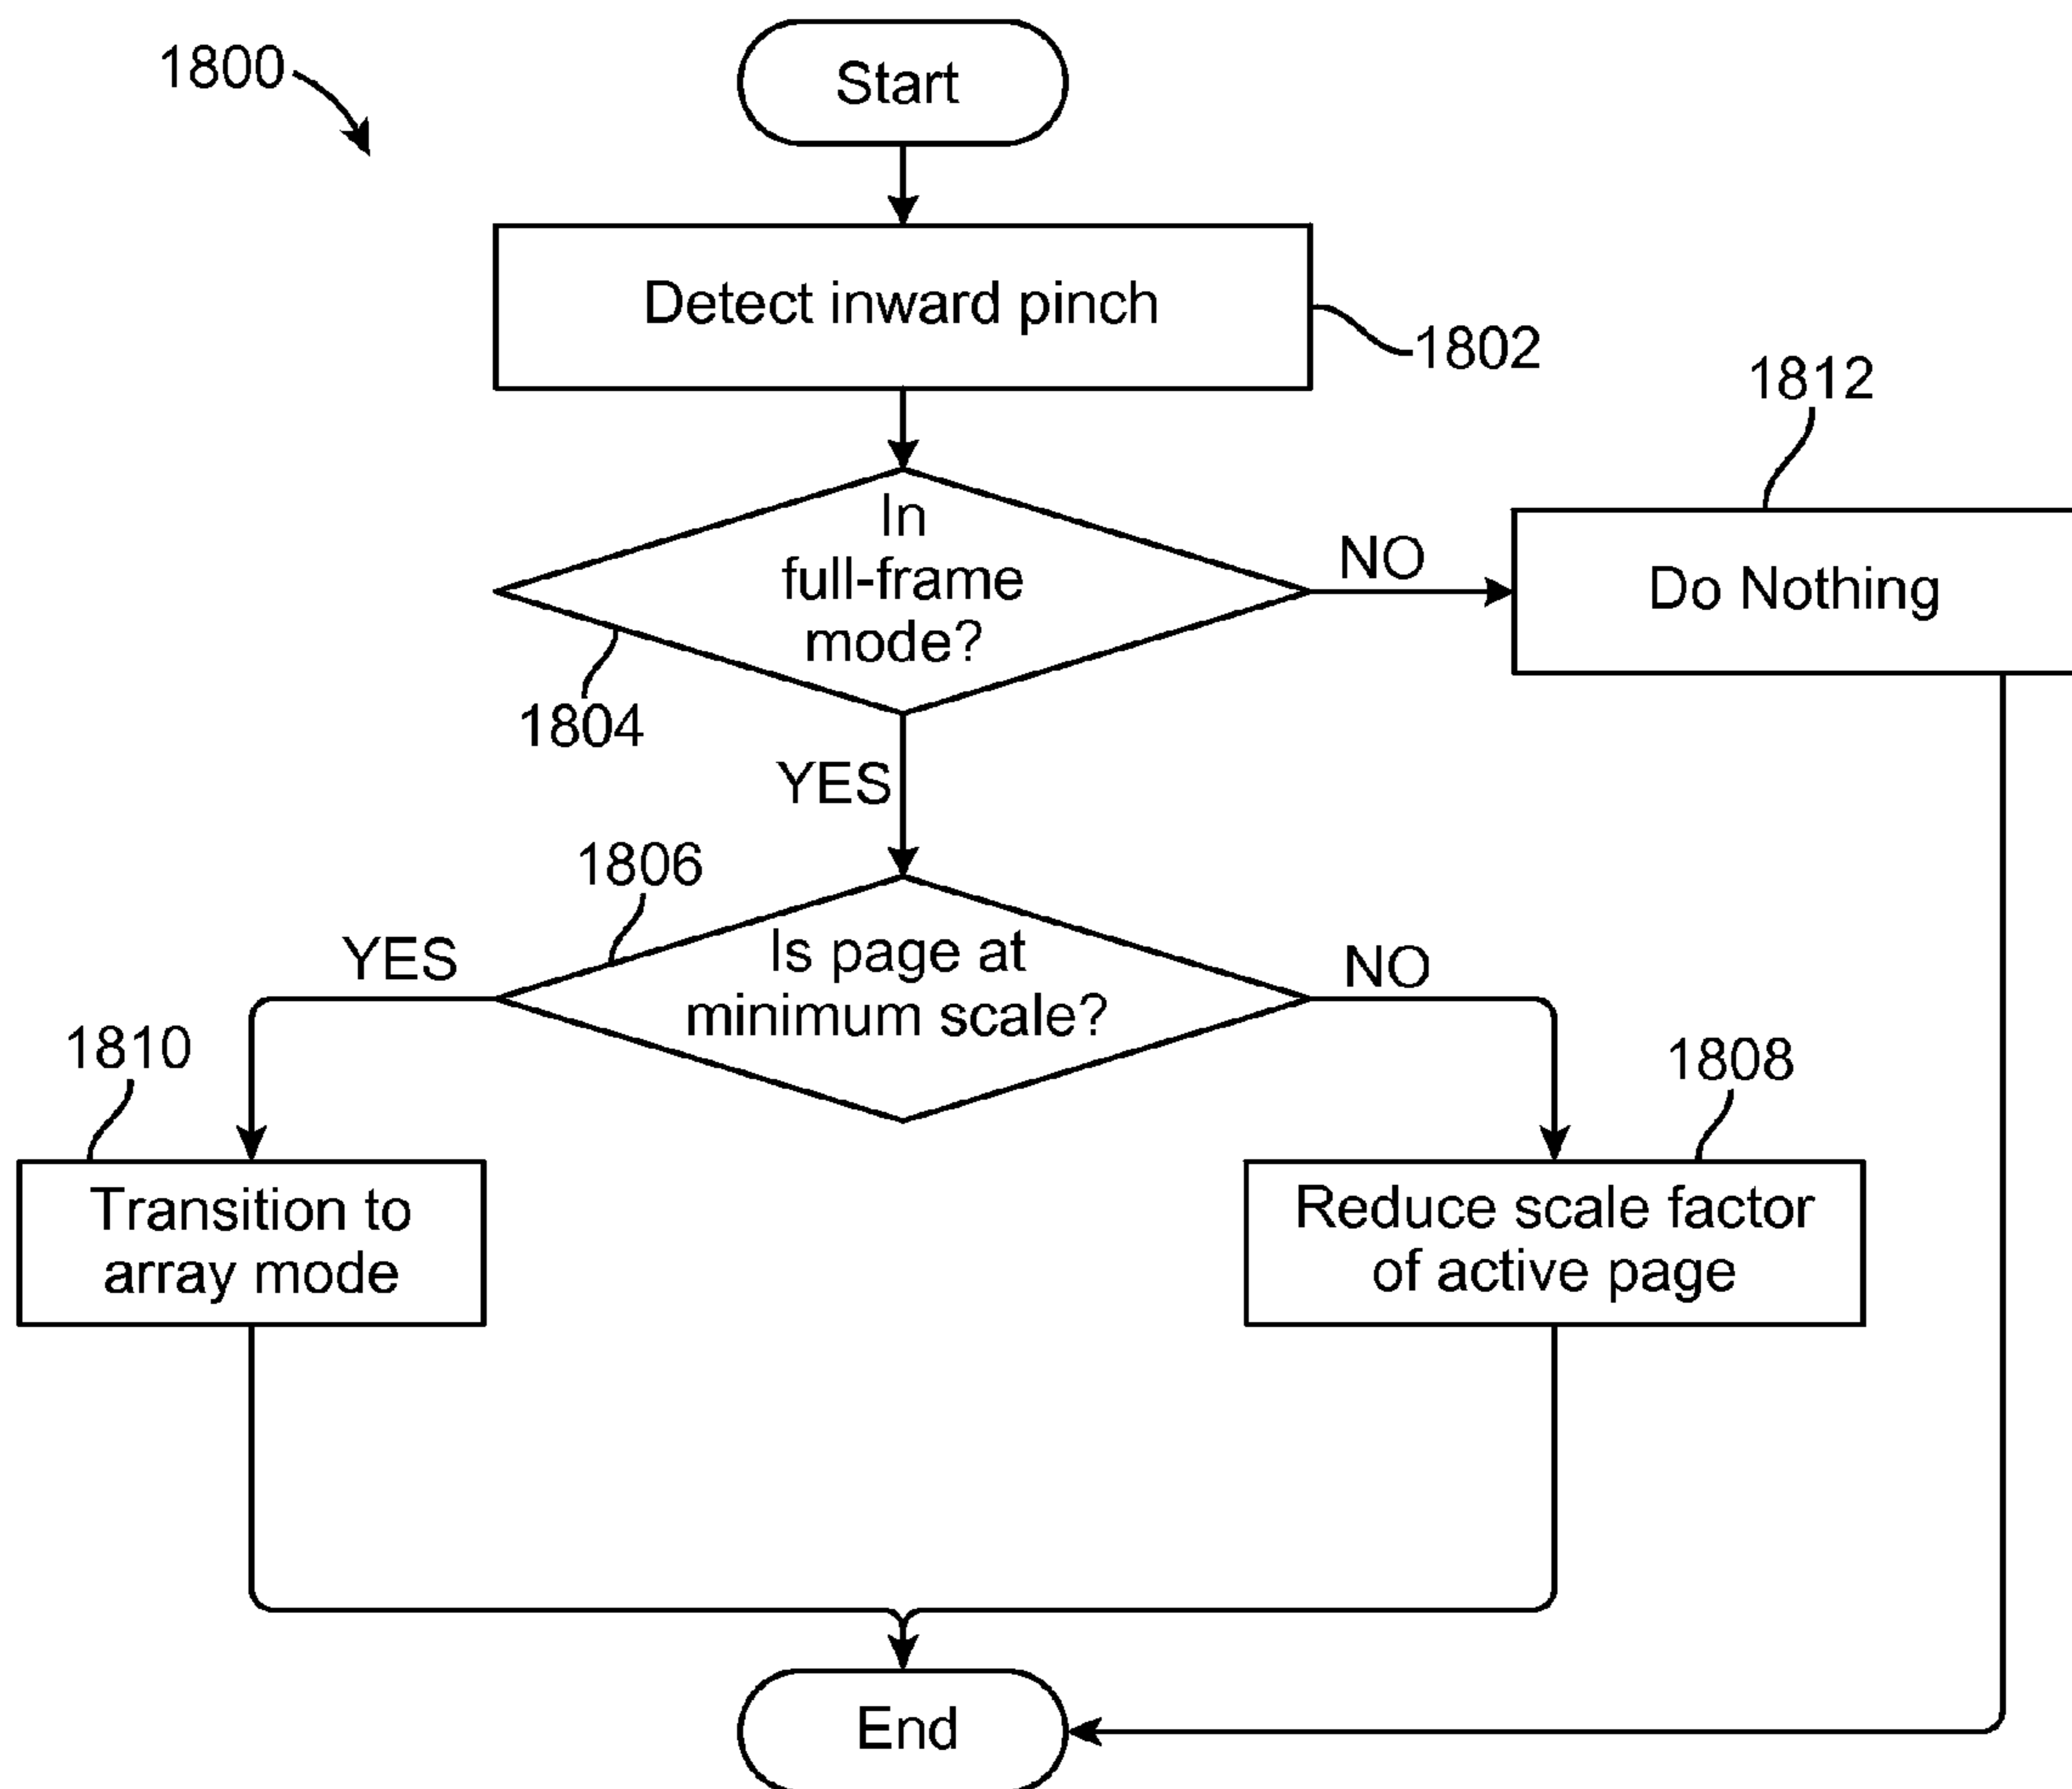 1800
Start
Detect inward pinch
1802
1812
In
full-frame
mode?
NO
Do Nothing
1804
YES
1806
YES
Is page at
minimum scale?
NO
1810
1808
Transition to
array mode
Reduce scale factor
of active page
End